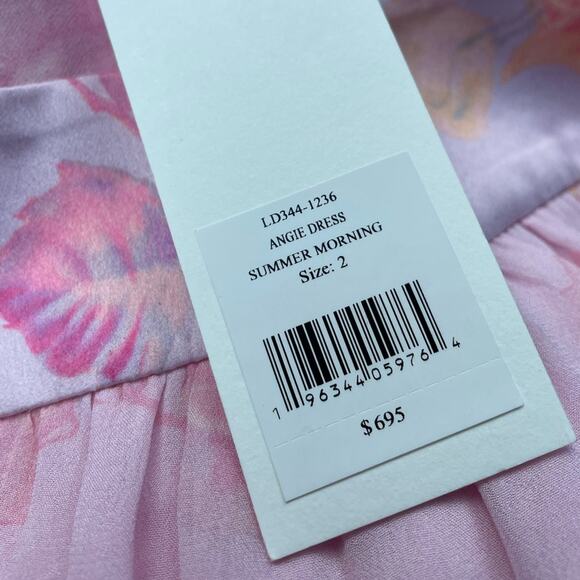 LD344-1236
ANGIE DRESS
SUMMER MORNING
Size: 2
1 96344 05976 4
$695